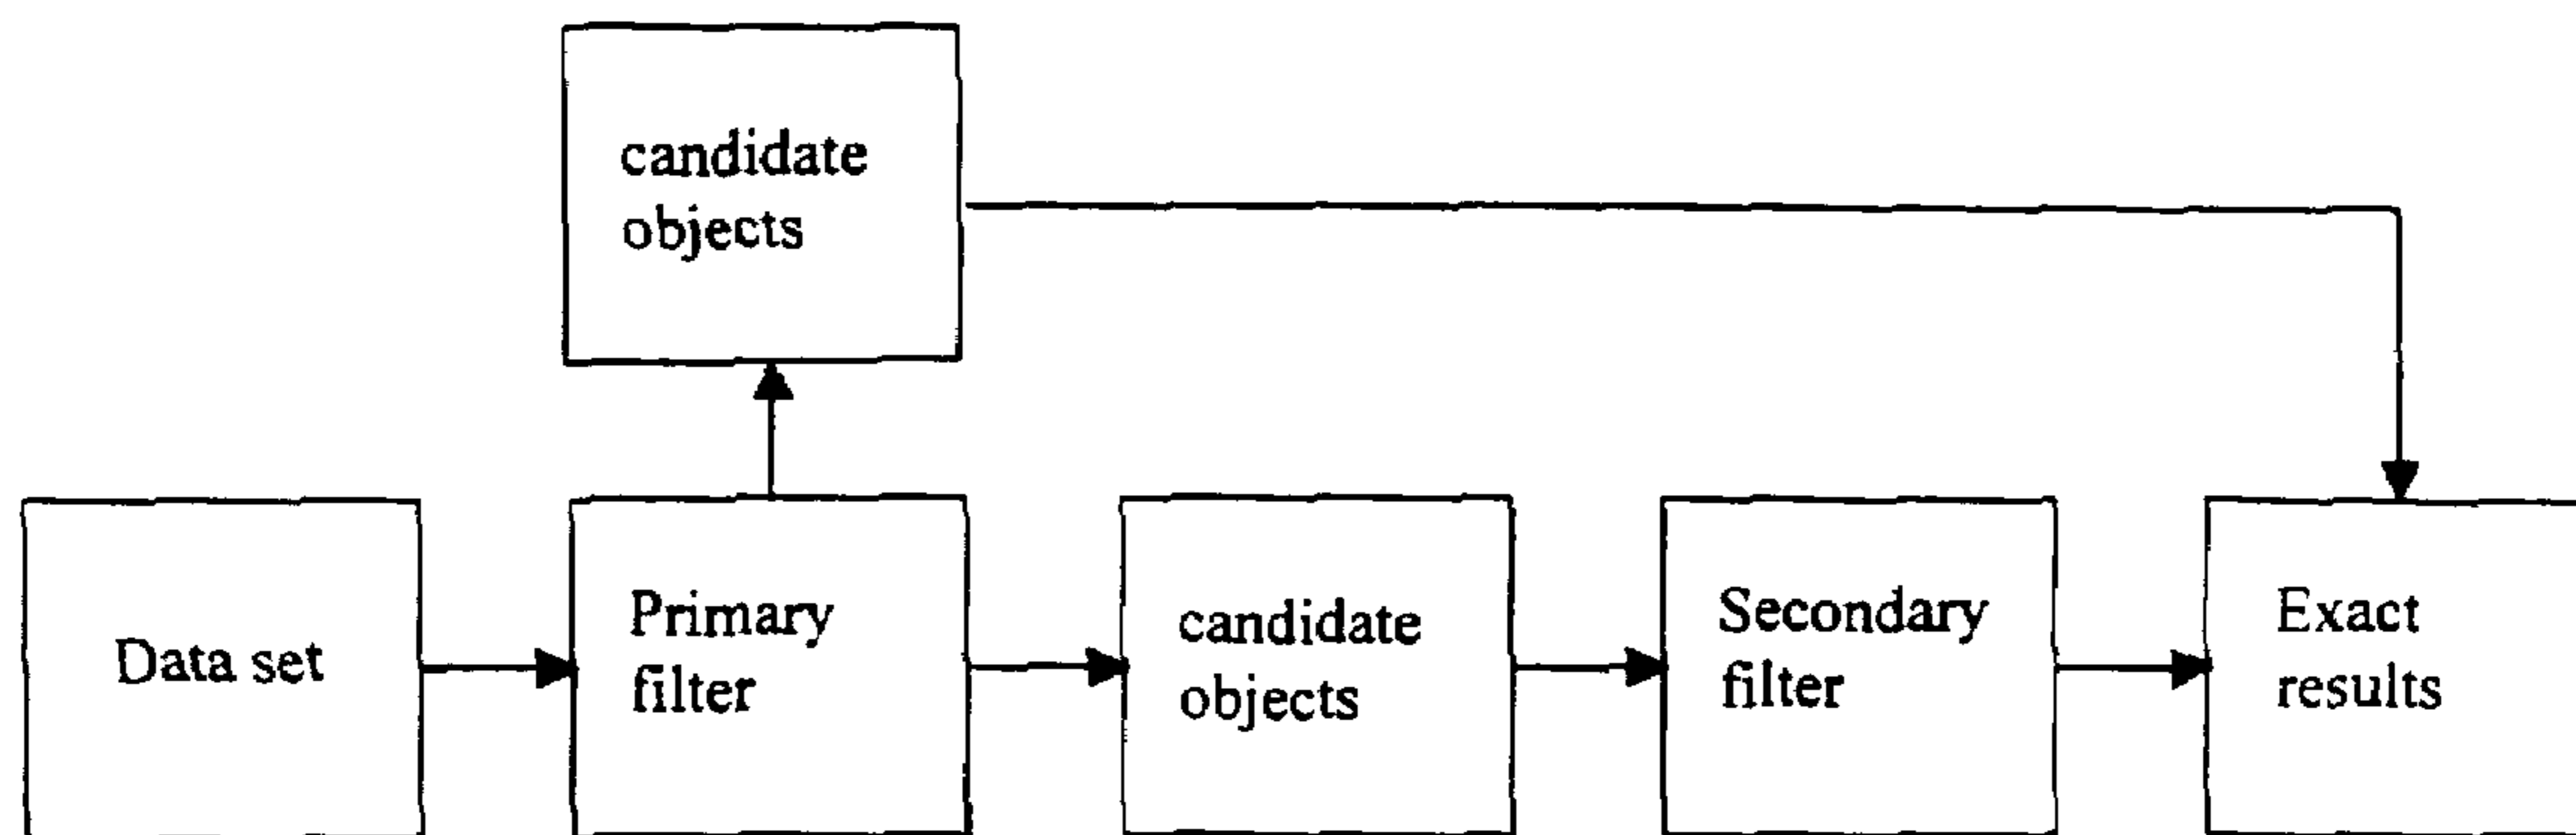 candidate
objects
Data set
Primary
filter
candidate
objects
Secondary
filter
Exact
results